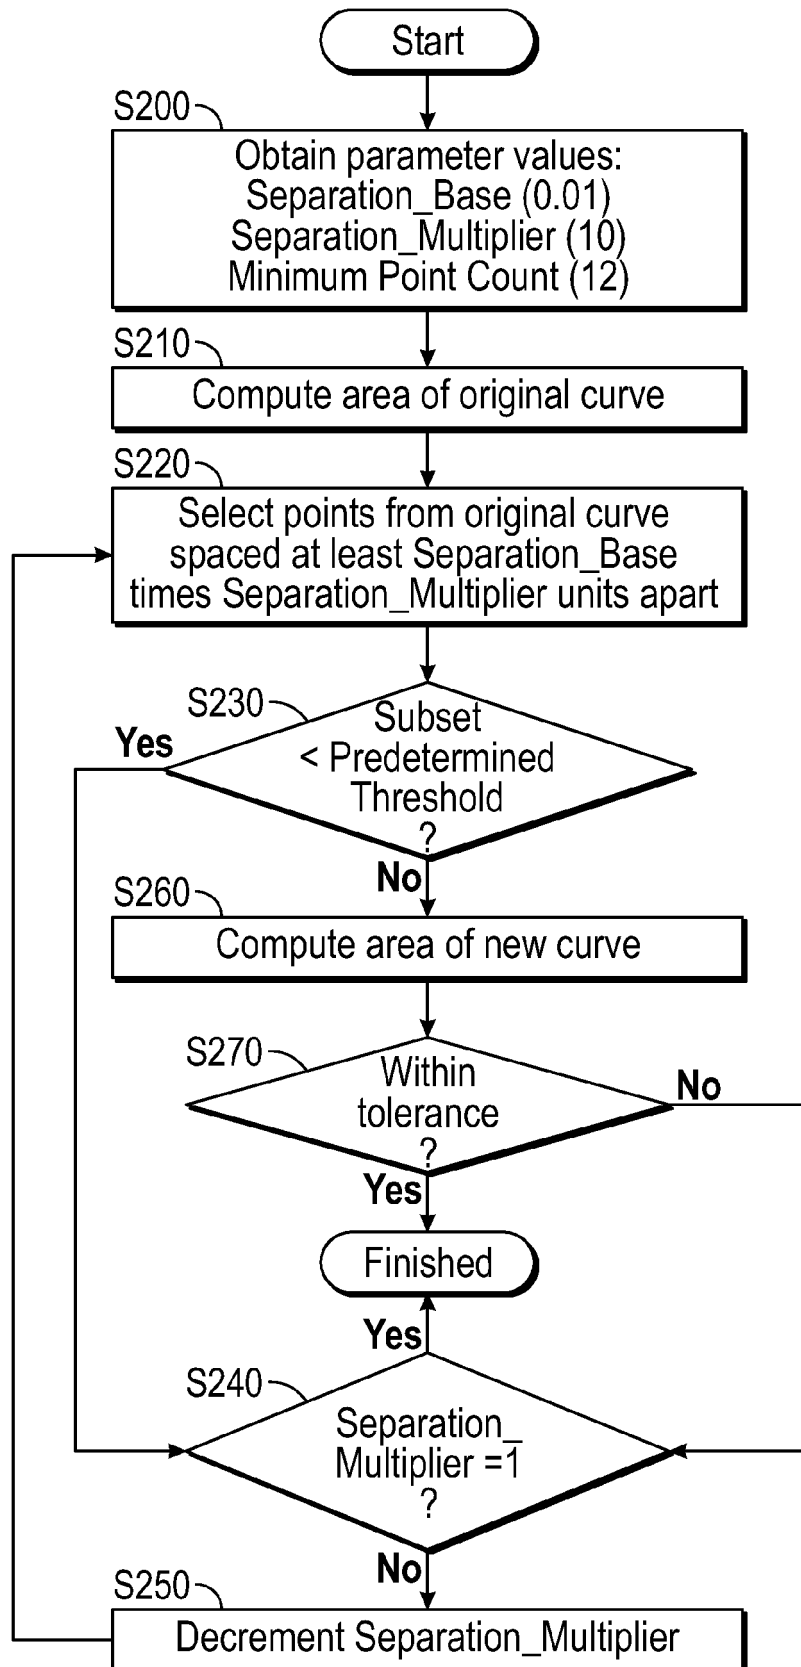 Start
S200
Obtain parameter values:
Separation_Base (0.01)
Separation_Multiplier (10)
Minimum Point Count (12)
S210
Compute area of original curve
S220
Select points from original curve
spaced at least Separation_Base
times Separation_Multiplier units apart
S230
Subset
< Predetermined
Threshold
?
Yes
No
S260
Compute area of new curve
S270
Within
tolerance
?
No
Yes
Finished
Yes
S240
Separation_
Multiplier =1
?
No
S250
Decrement Separation_Multiplier